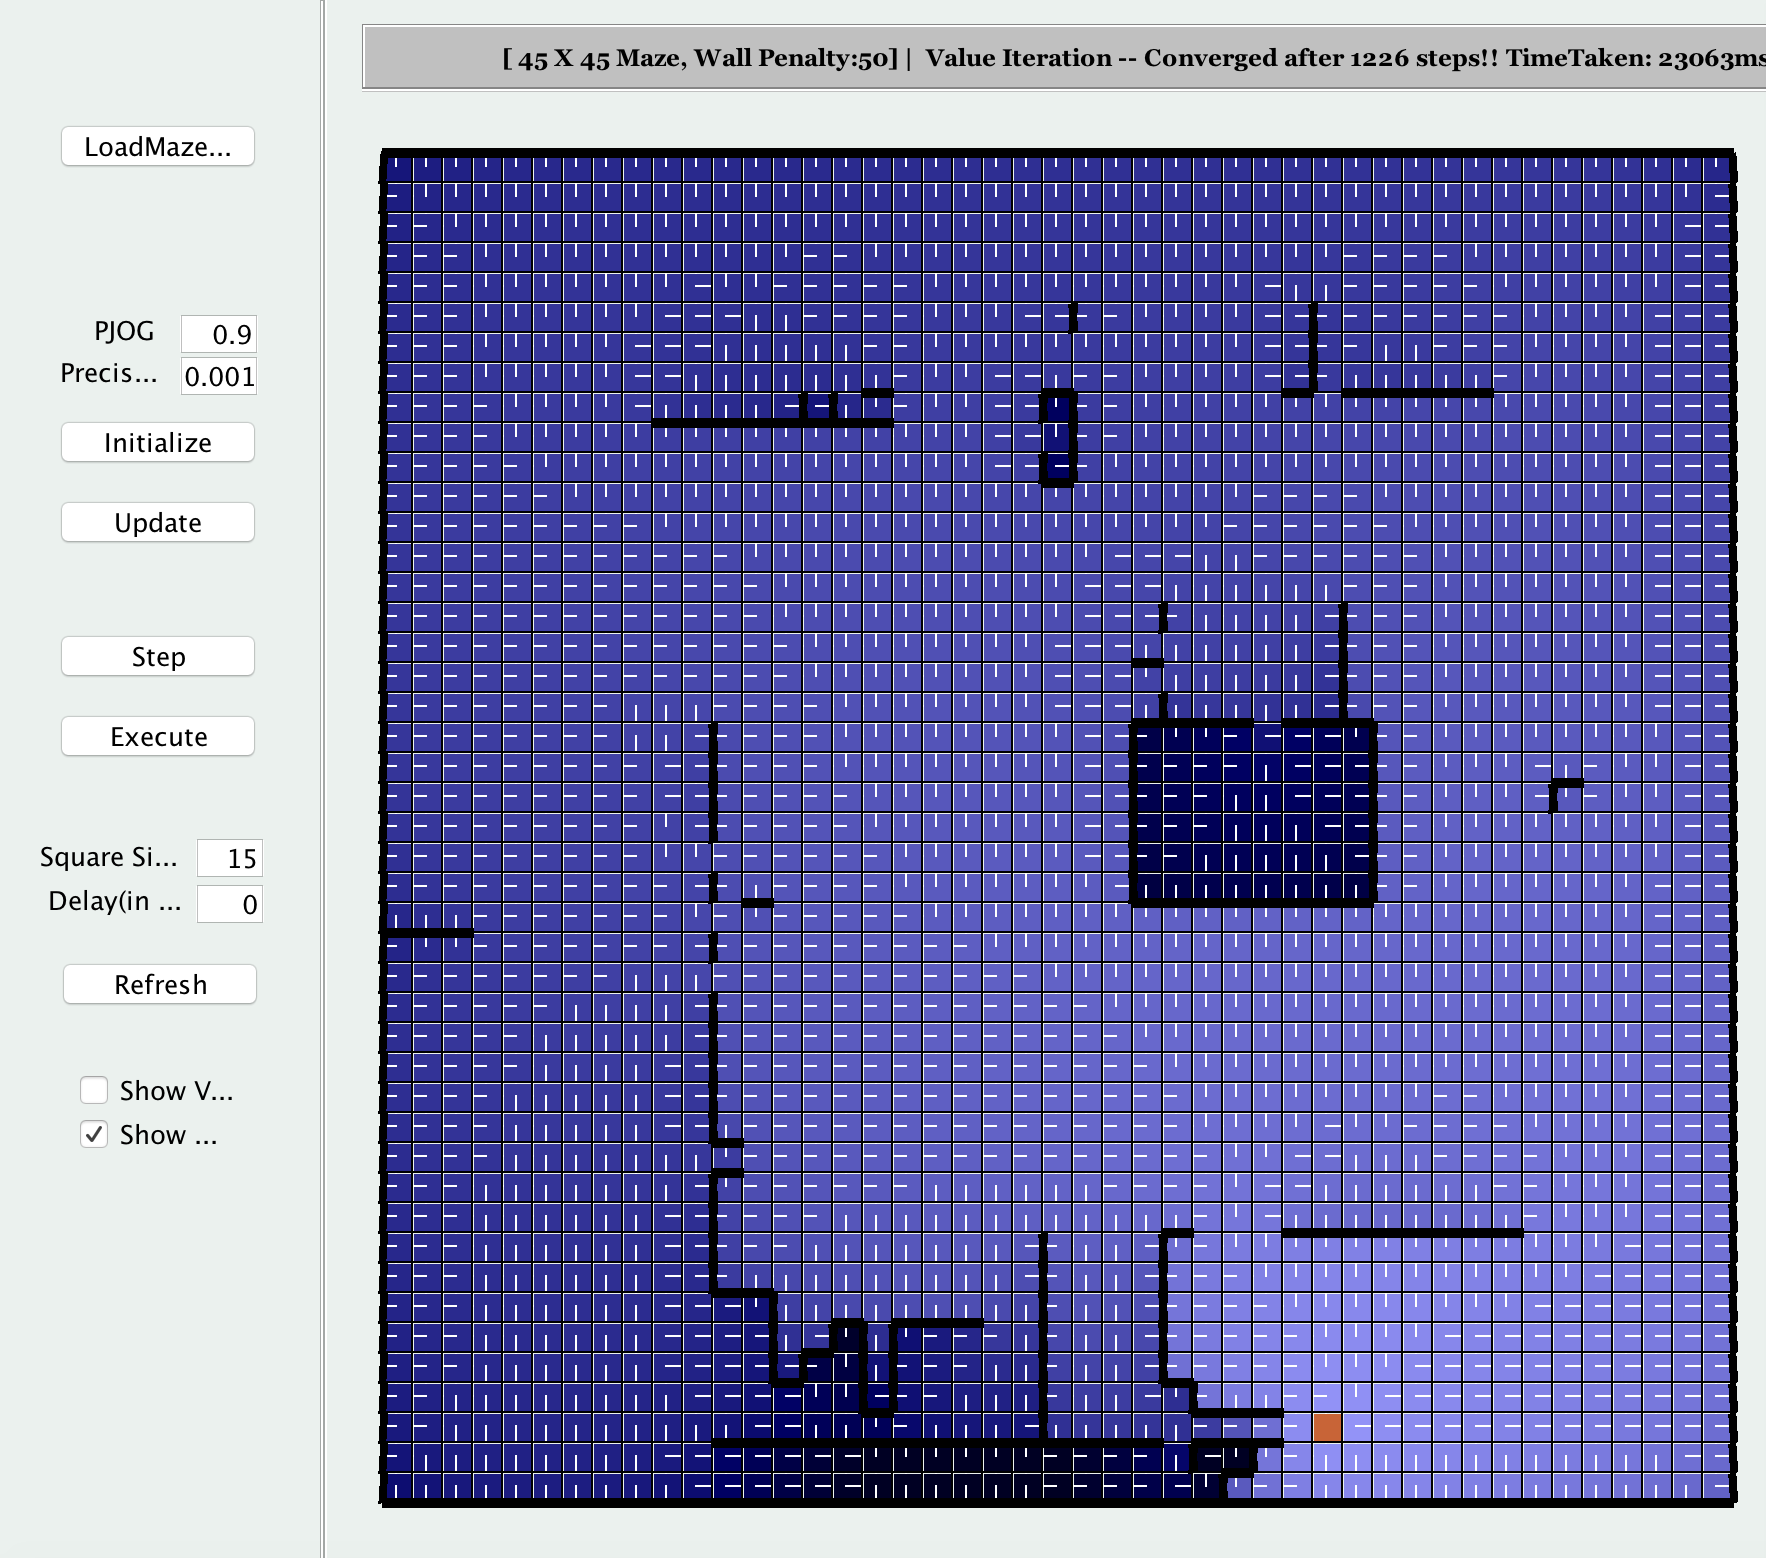 [ 45 X 45 Maze, Wall Penalty:50] | Value Iteration -- Converged after 1226 steps!! TimeTaken: 23063ms
LoadMaze...
PJOG 0.9
Precis... 0.001
Initialize
Update
Step
Execute
Square Si... 15
Delay(in ... 0
Refresh
Show V...
Show ...